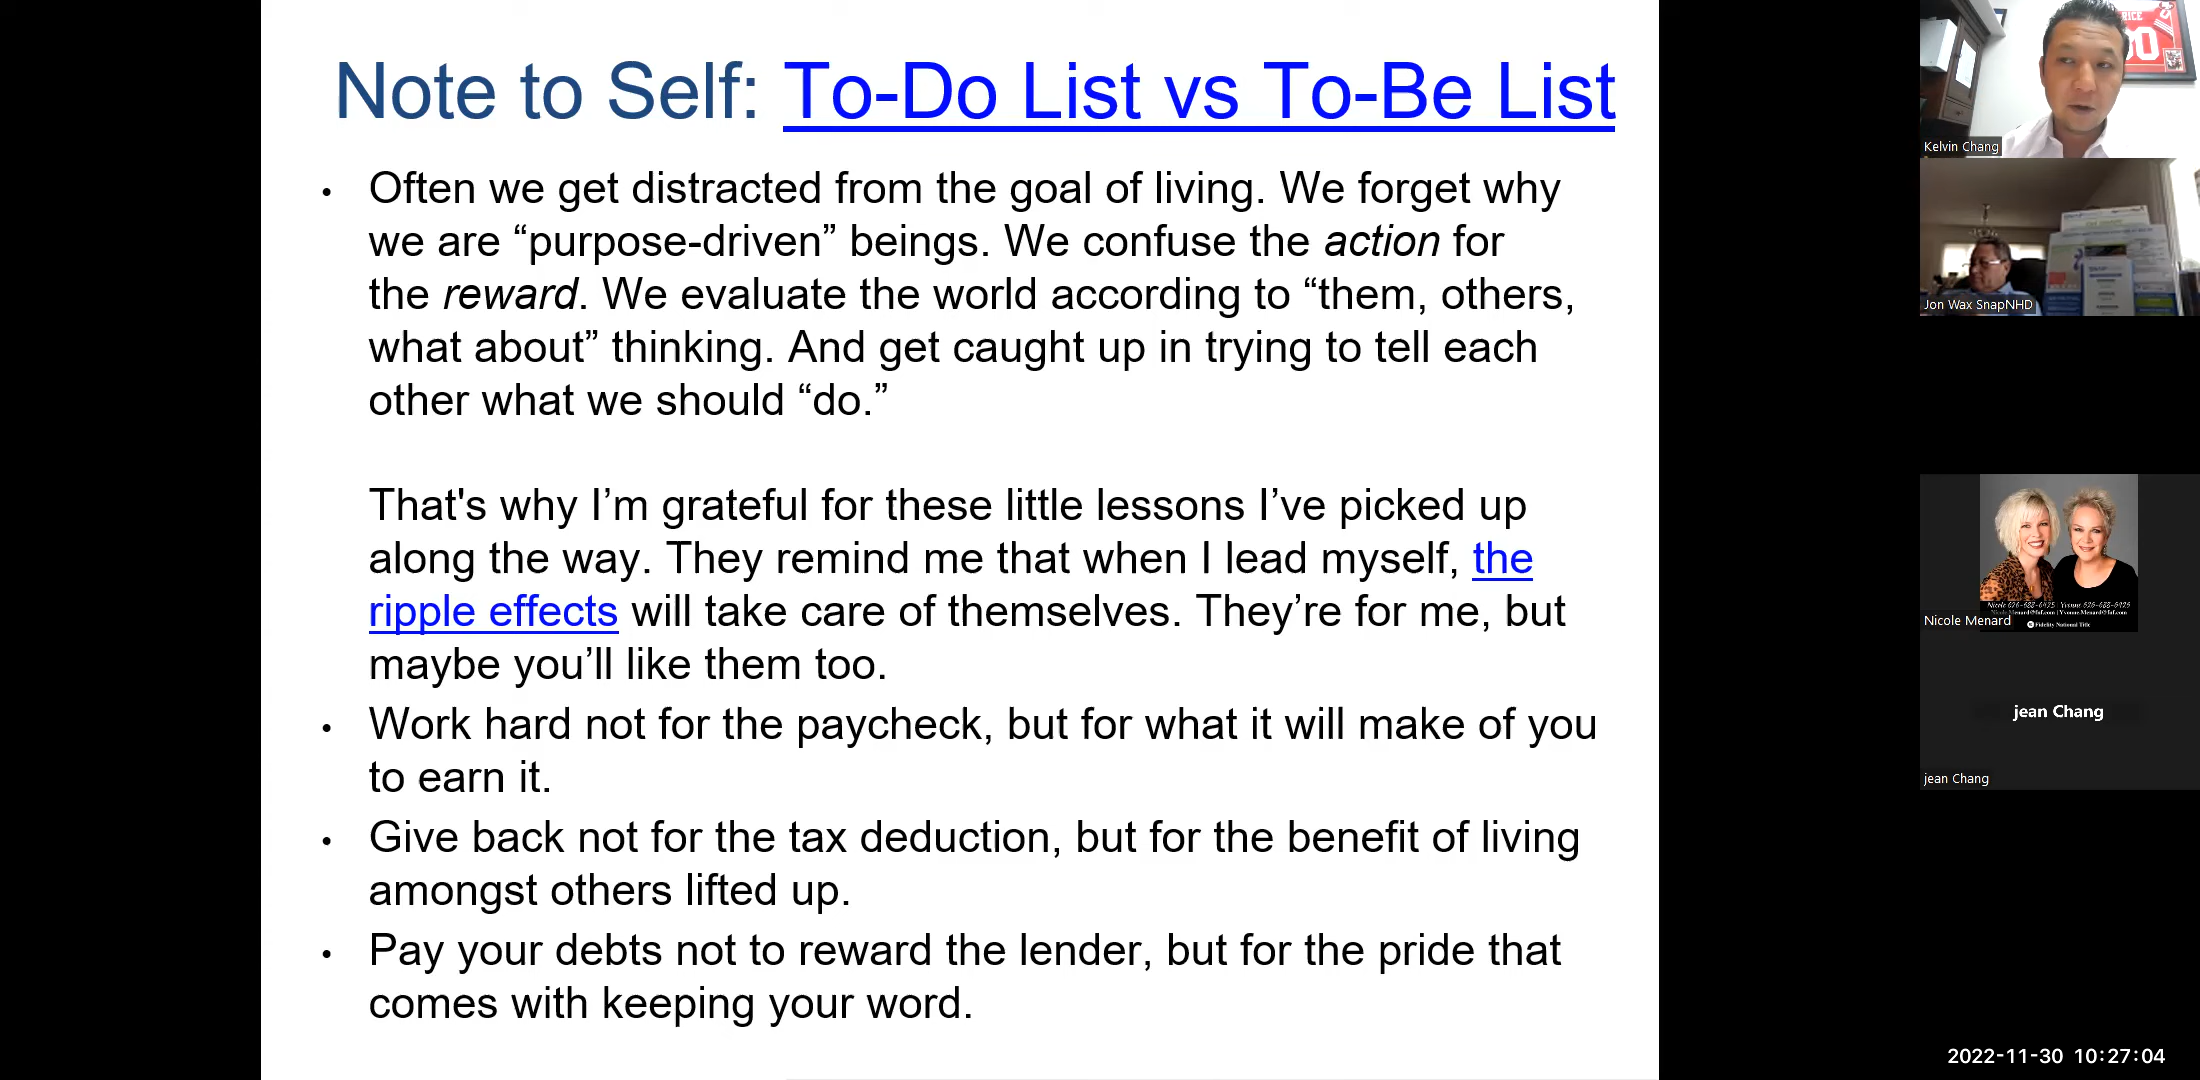 Note to Self: To-Do List vs To-Be List
• Often we get distracted from the goal of living. We forget why
we are “purpose-driven” beings. We confuse the action for
the reward. We evaluate the world according to “them, others,
what about” thinking. And get caught up in trying to tell each
other what we should “do.”
That's why I’m grateful for these little lessons I’ve picked up
along the way. They remind me that when I lead myself, the
ripple effects will take care of themselves. They’re for me, but
maybe you’ll like them too.
• Work hard not for the paycheck, but for what it will make of you
to earn it.
• Give back not for the tax deduction, but for the benefit of living
amongst others lifted up.
• Pay your debts not to reward the lender, but for the pride that
comes with keeping your word.
RICE
Kelvin Chang
Jon Wax SnapNHD
Nicole Menard
Fidelity National Title
jean Chang
jean Chang
2022-11-30 10:27:04